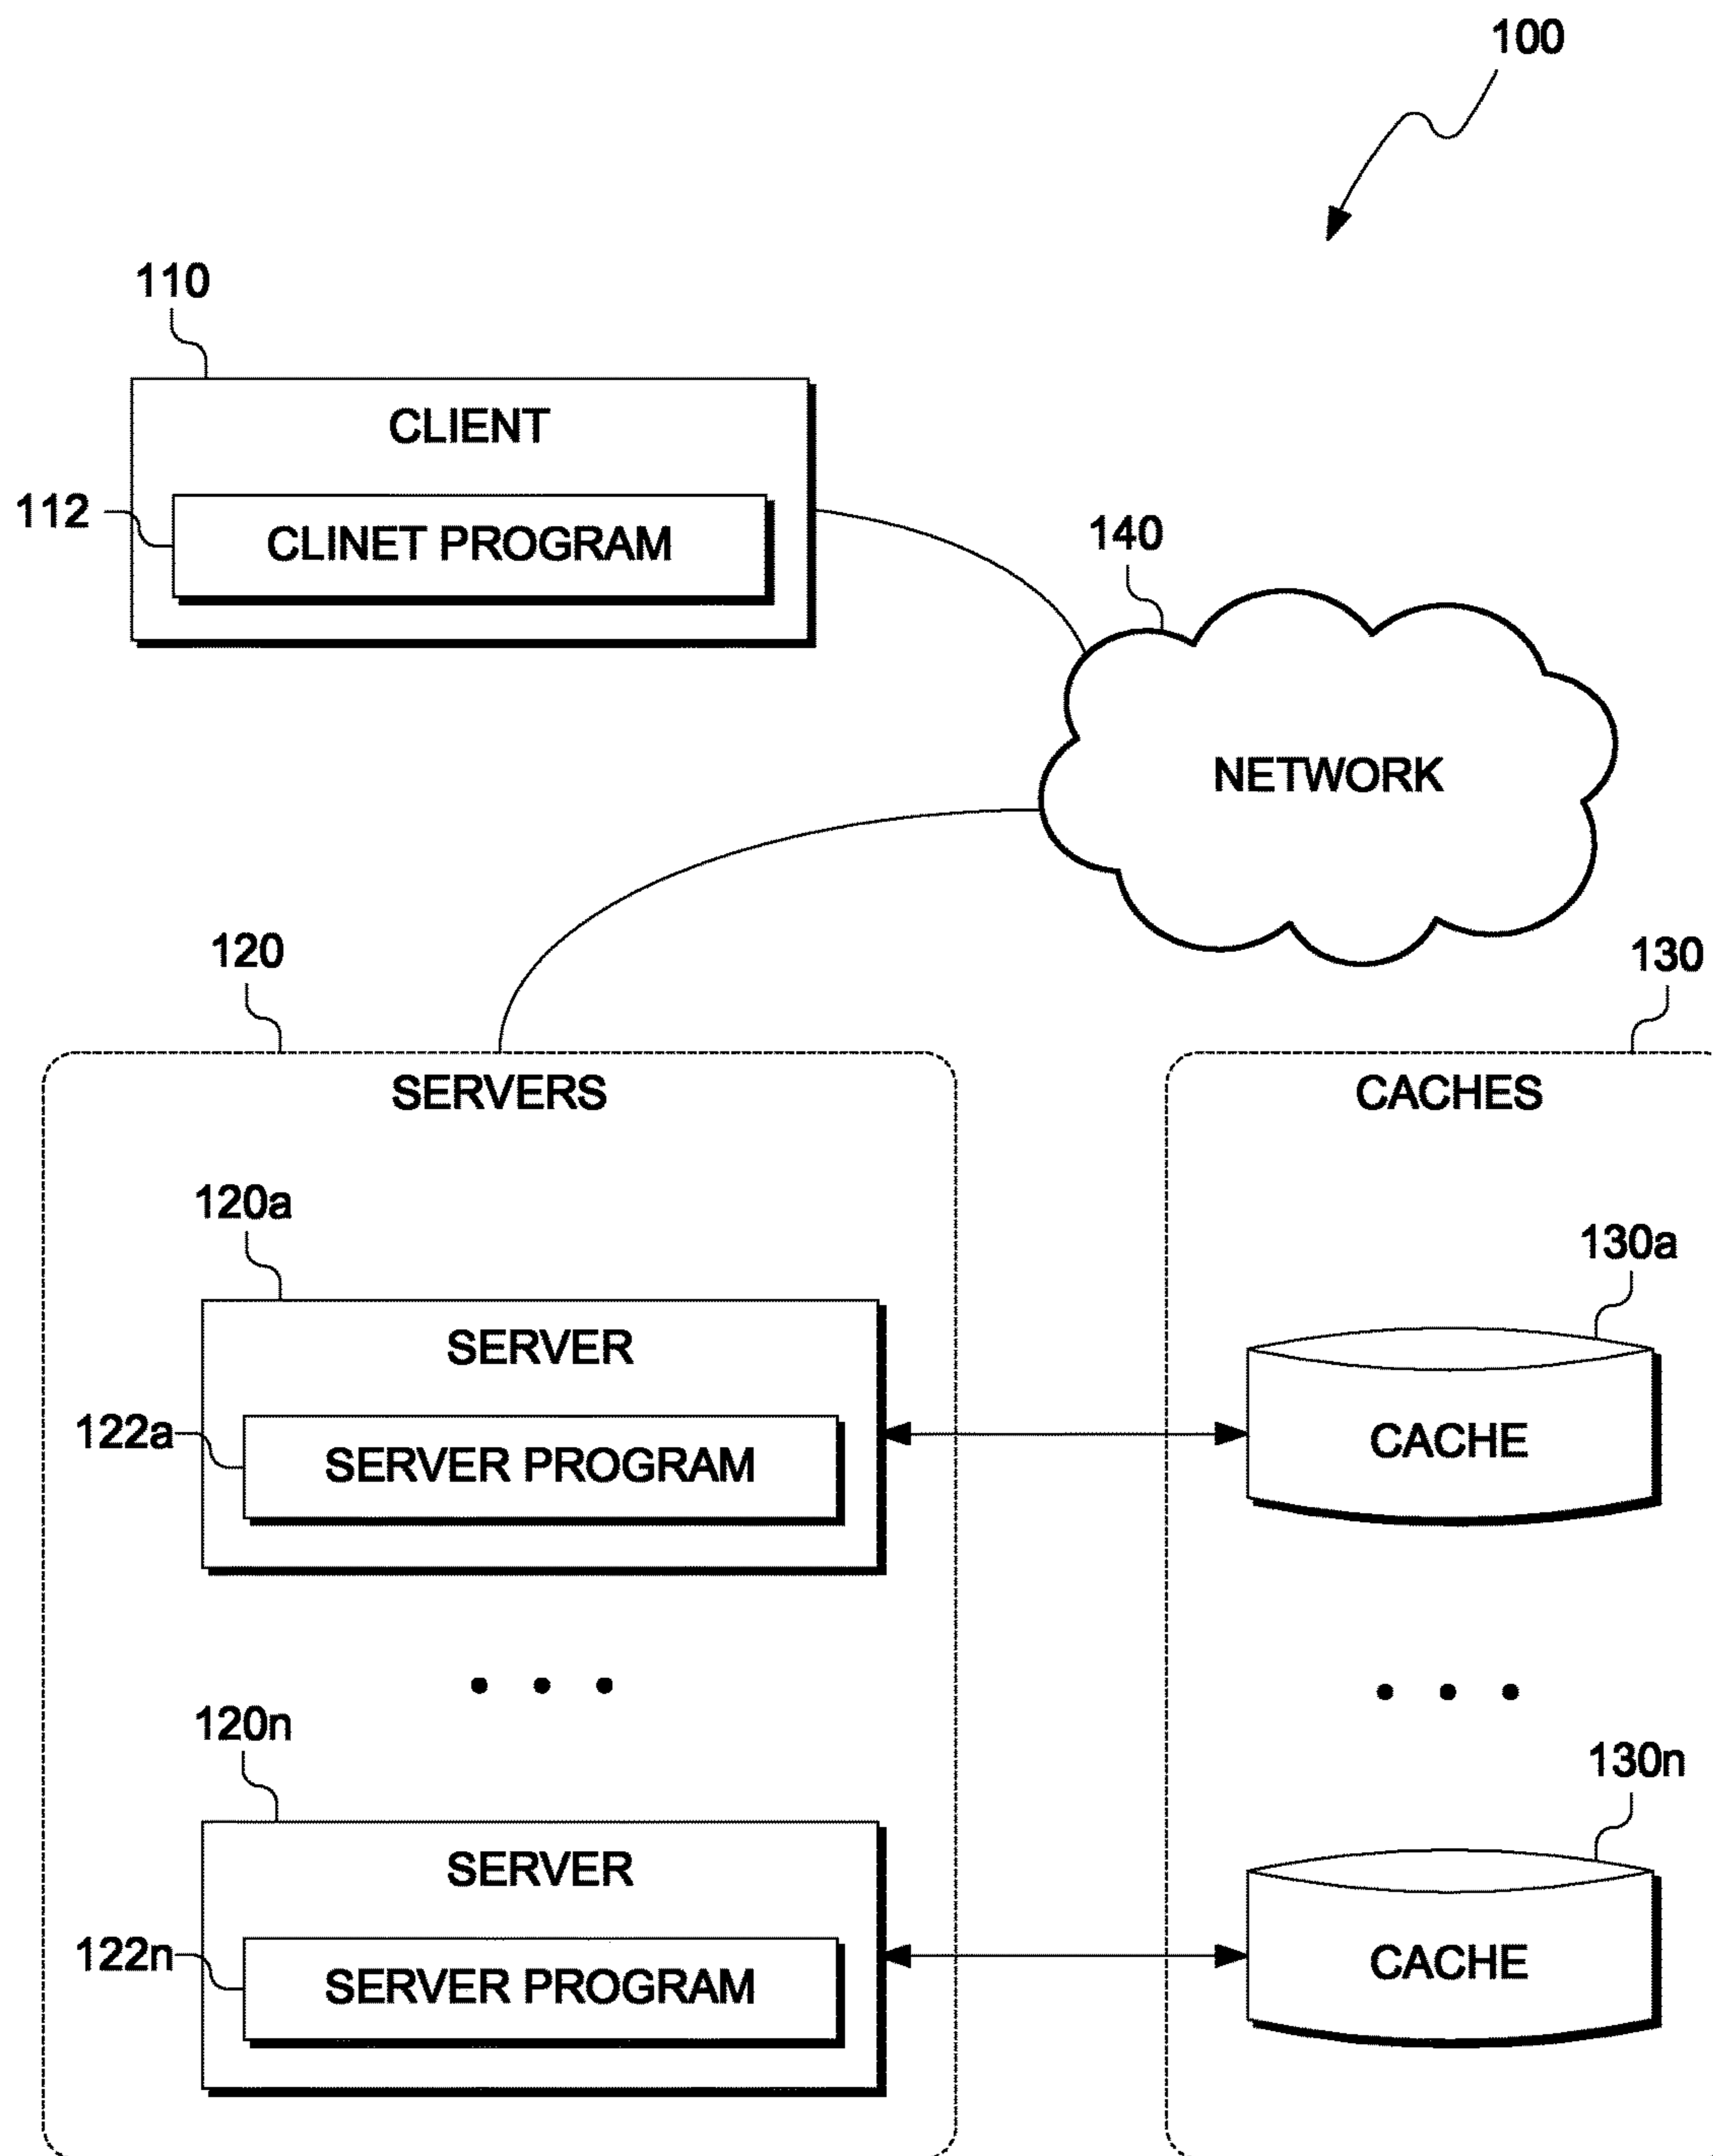 100
110
CLIENT
112
CLINET PROGRAM
140
NETWORK
120
130
SERVERS
CACHES
120a
130a
SERVER
122a
SERVER PROGRAM
CACHE
120n
130n
SERVER
122n
SERVER PROGRAM
CACHE